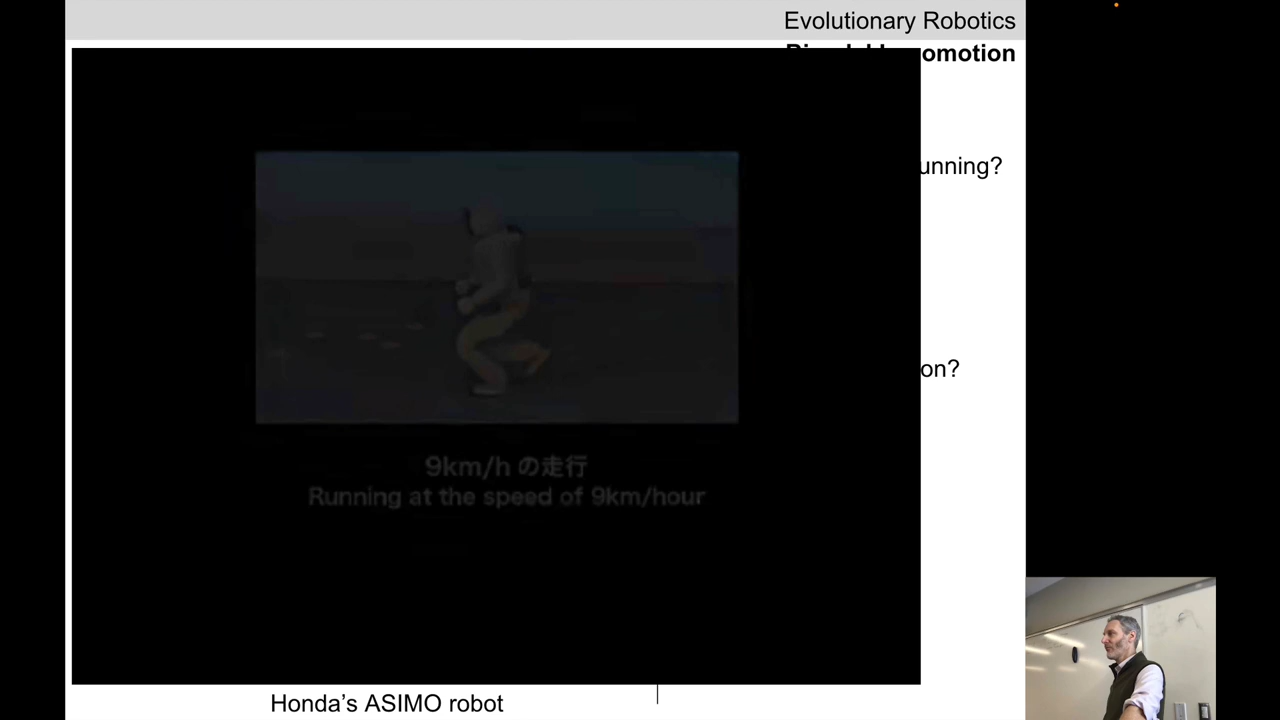 Evolutionary Robotics
omotion
unning?
on?
9km/h の走行
Running at the speed of 9km/hour
Honda’s ASIMO robot